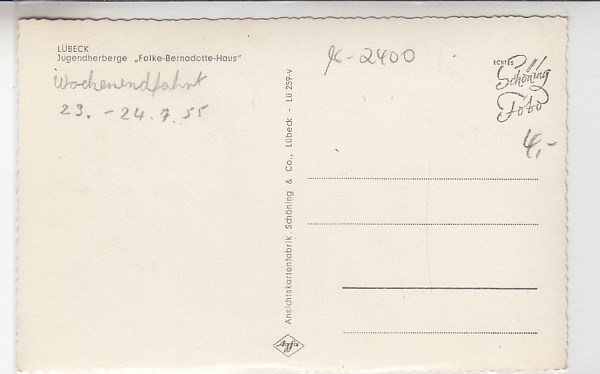 LÜBECK
Jugendherberge „Folke-Bernadotte-Haus"
Wochenendfahrt
23. - 24. 7. 55
Ansichtskartenfabrik, Schöning & Co., Lübeck - LÜ 259-v
Agfa
K-2400
ECHTES
Schöning
Foto
4,-